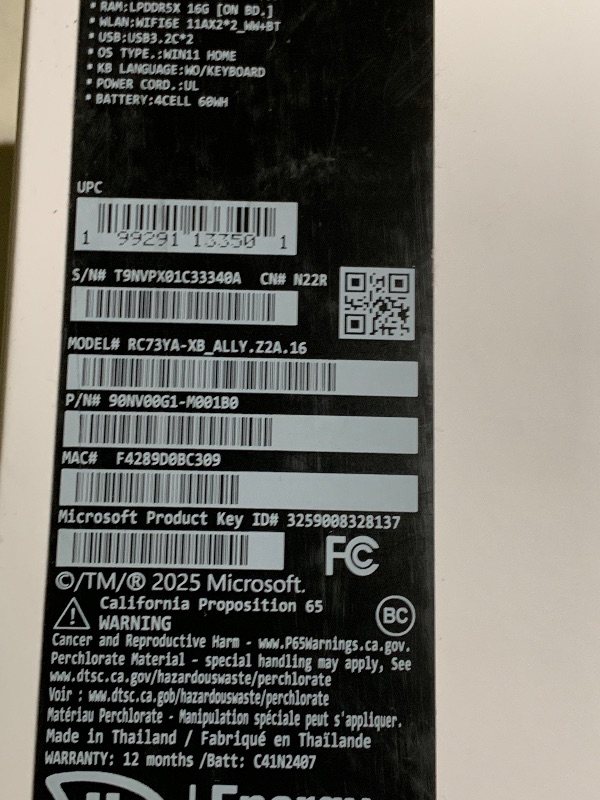 * RAM:LPDDR5X 16G [ON BD.]
* WLAN:WIFI6E 11AX2*2_WW+BT
* USB:USB3.2C*2
* OS TYPE.:WIN11 HOME
* KB LANGUAGE:WO/KEYBOARD
* POWER CORD.:UL
* BATTERY:4CELL 60WH
UPC
1 99291 13350 1
S/N# T9NVPX01C33340A CN# N22R
MODEL# RC73YA-XB_ALLY.Z2A.16
P/N# 90NV00G1-M001B0
MAC# F4289D0BC309
Microsoft Product Key ID# 3259008328137
FC
©/TM/® 2025 Microsoft.
California Proposition 65
WARNING
BC
Cancer and Reproductive Harm - www.P65Warnings.ca.gov.
Perchlorate Material - special handling may apply, See
www.dtsc.ca.gov/hazardouswaste/perchlorate
Voir : www.dtsc.ca.gob/hazardouswaste/perchlorate
Matériau Perchlorate - Manipulation spéciale peut s'appliquer.
Made in Thailand / Fabriqué en Thaïlande
WARRANTY: 12 months /Batt: C41N2407
Energy